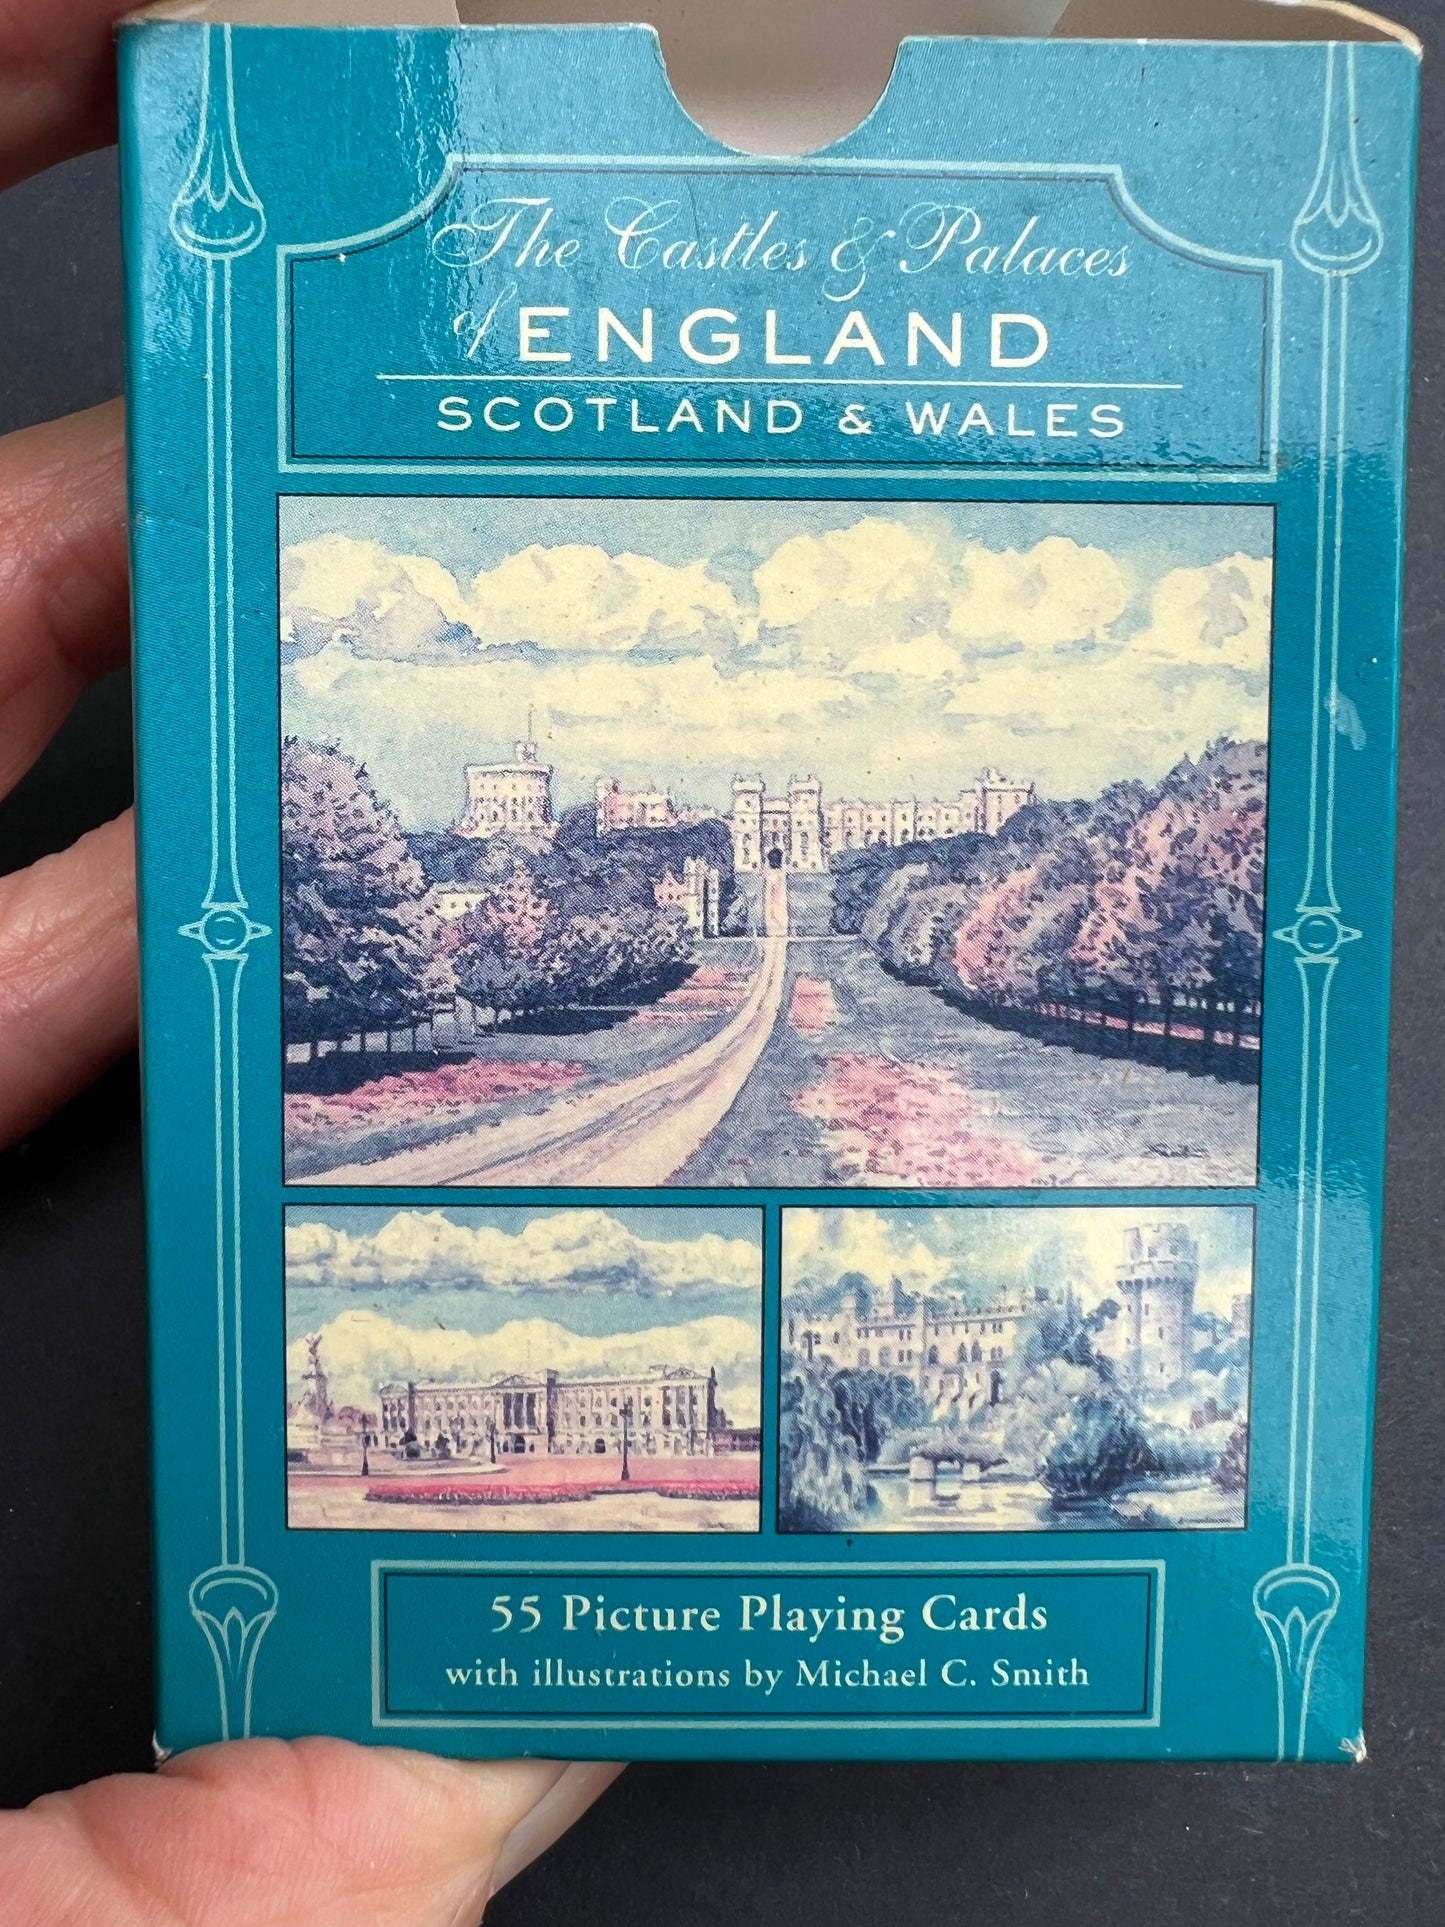 The Castles & Palaces
of ENGLAND
SCOTLAND & WALES
55 Picture Playing Cards
with illustrations by Michael C. Smith